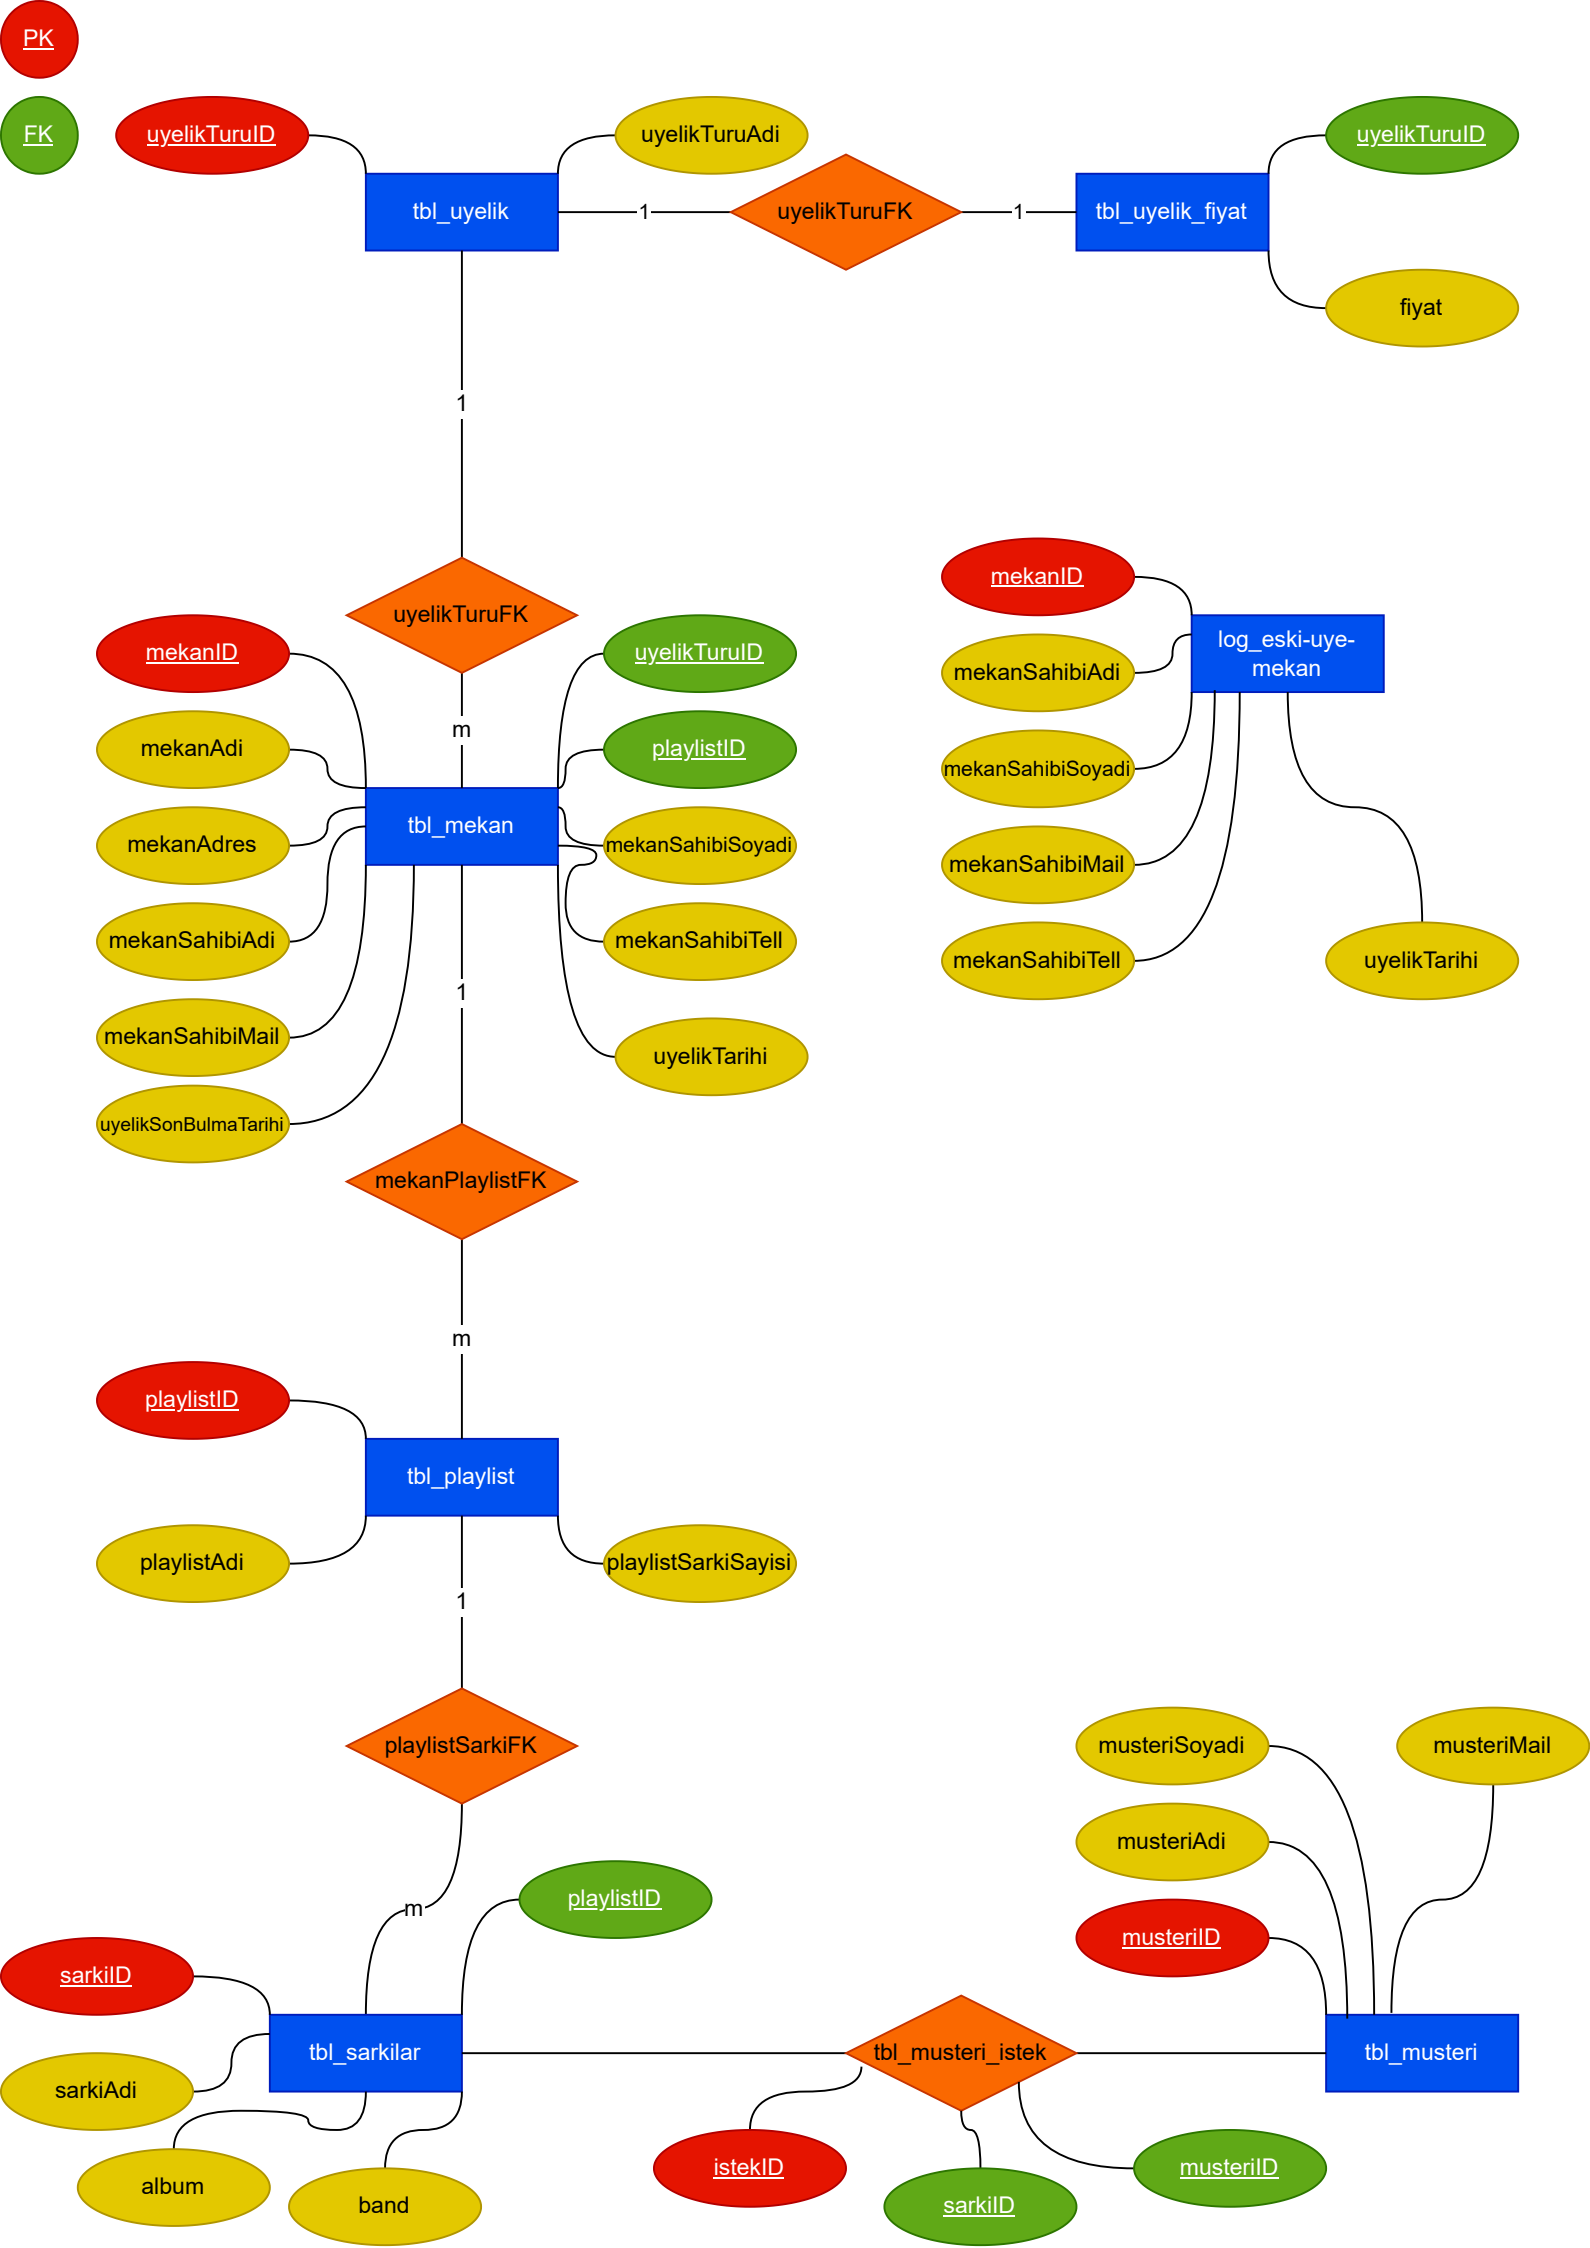 PK
FK
uyelikTuruID
uyelikTuruAdi
uyelikTuruID
tbl_uyelik
1
uyelikTuruFK
1
tbl_uyelik_fiyat
fiyat
1
mekanID
uyelikTuruFK
mekanID
uyelikTuruID
log_eski-uye-
mekan
mekanSahibiAdi
m
mekanAdi
playlistID
mekanSahibiSoyadi
tbl_mekan
mekanAdres
mekanSahibiSoyadi
mekanSahibiMail
mekanSahibiAdi
mekanSahibiTell
mekanSahibiTell
uyelikTarihi
1
mekanSahibiMail
uyelikTarihi
uyelikSonBulmaTarihi
mekanPlaylistFK
m
playlistID
tbl_playlist
playlistAdi
playlistSarkiSayisi
1
playlistSarkiFK
musteriSoyadi
musteriMail
musteriAdi
playlistID
m
musteriID
sarkiID
tbl_sarkilar
tbl_musteri_istek
tbl_musteri
sarkiAdi
istekID
musteriID
album
band
sarkiID